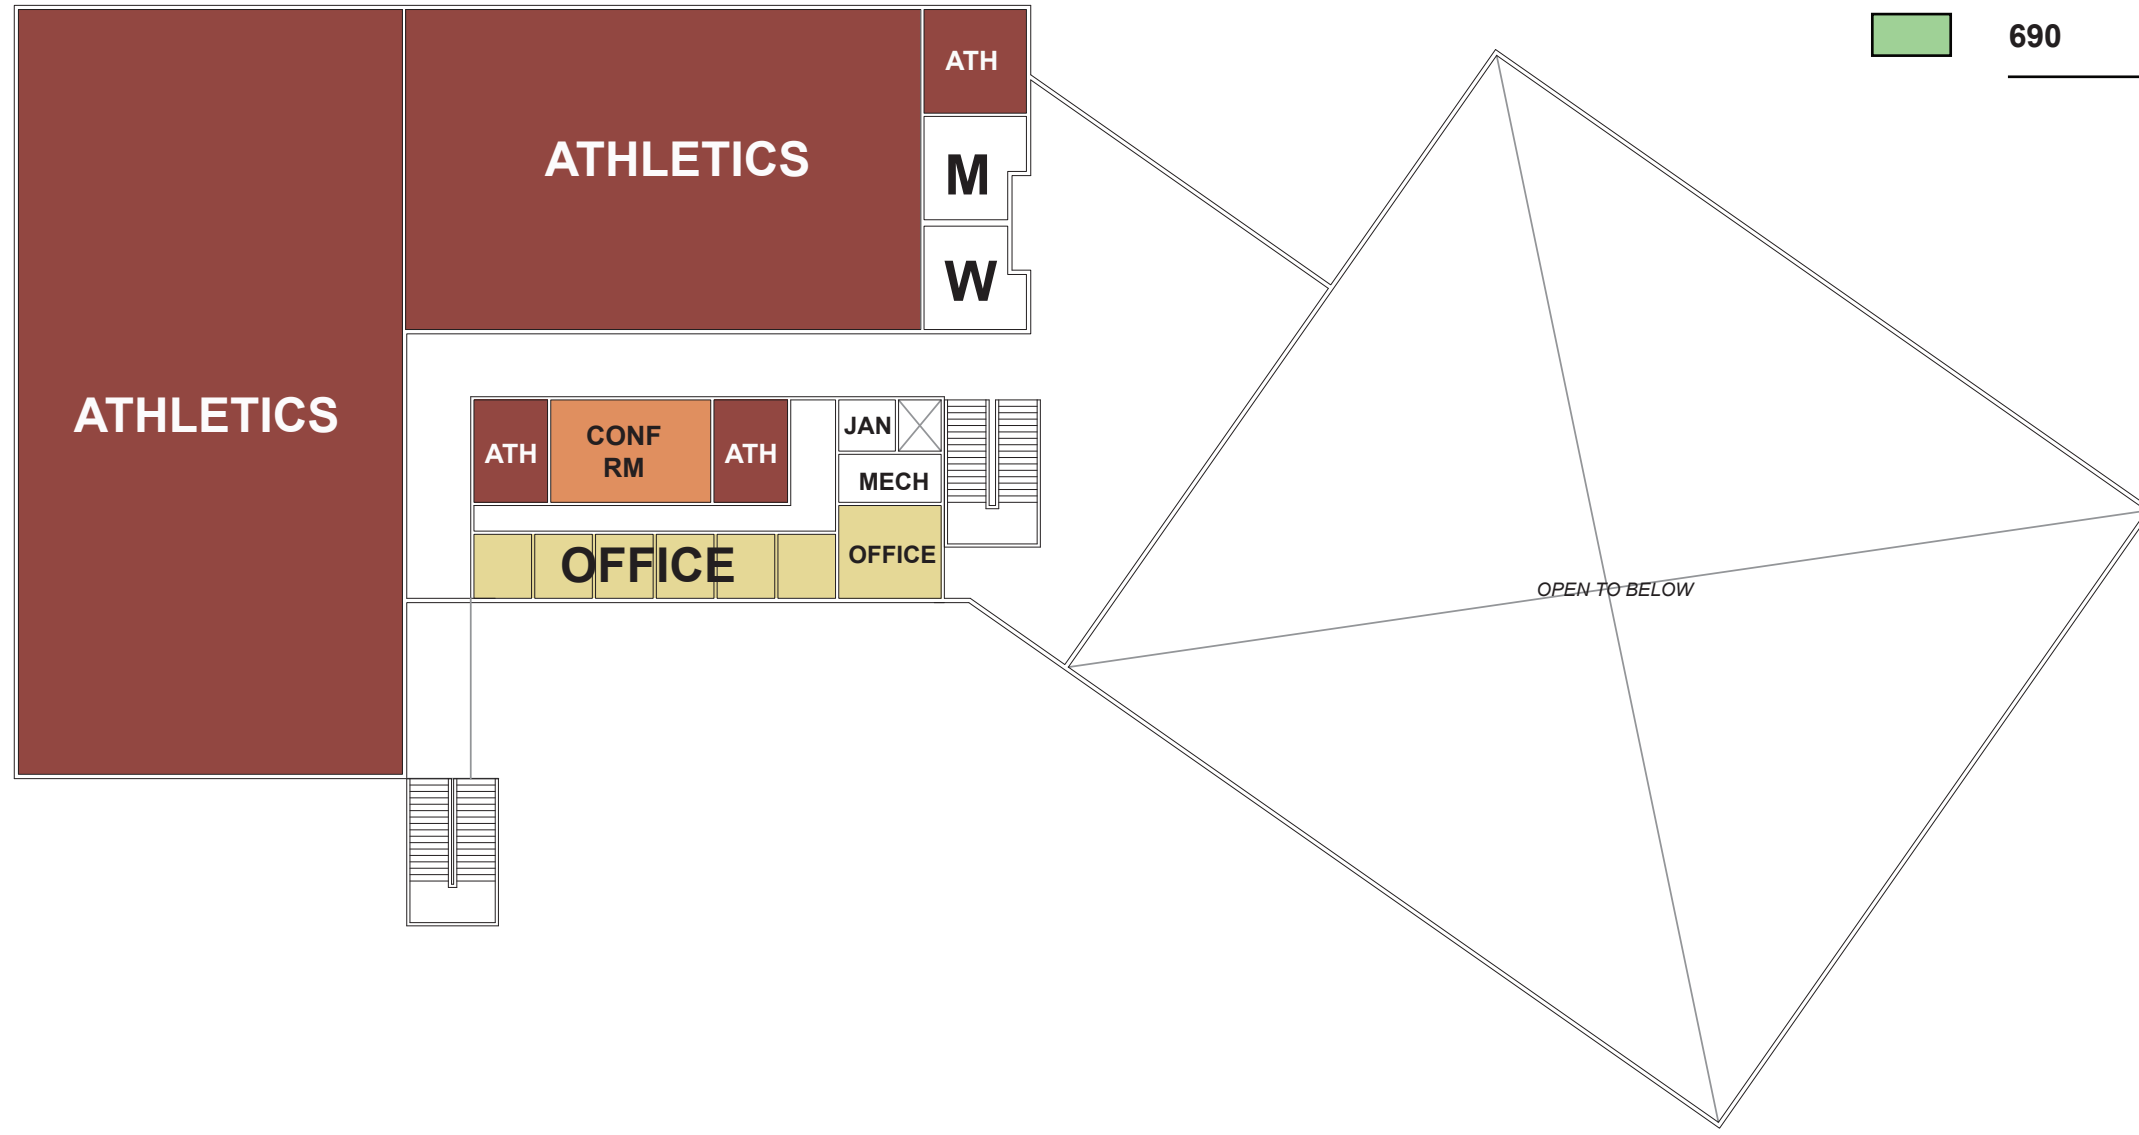 690
ATH
ATHLETICS
M
W
ATHLETICS
ATH
CONF
RM
ATH
JAN
MECH
OFFICE
OFFICE
OPEN TO BELOW